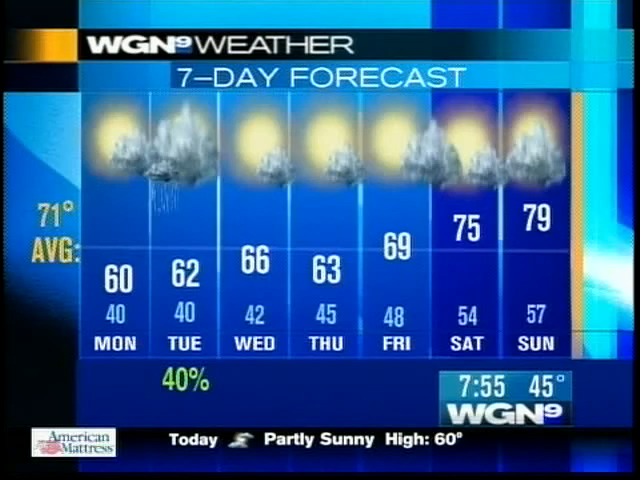 WGN9 WEATHER
7-DAY FORECAST
71°
AVG:
60 62 66 63 69 75 79
40 40 42 45 48 54 57
MON TUE WED THU FRI SAT SUN
40%
7:55 45°
WGN9
American
Mattress
Today Partly Sunny High: 60°